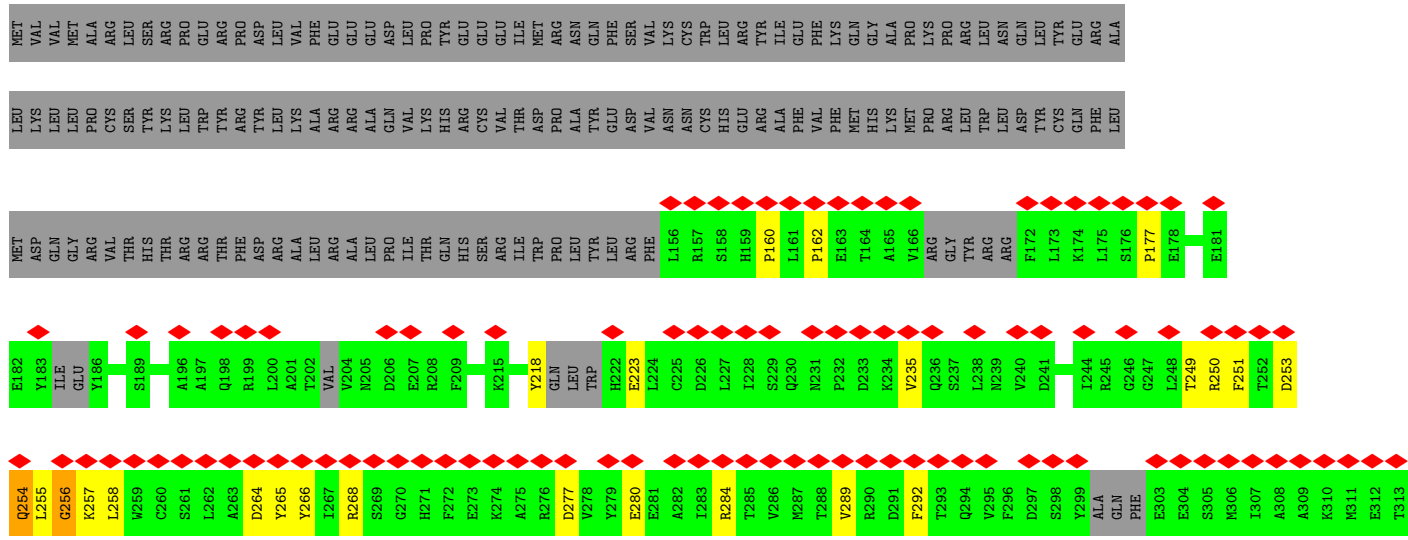 MET VAL VAL MET ALA ARG LEU SER ARG PRO GLU ARG PRO ASP LEU VAL PHE GLU GLU GLU ASP LEU PRO TYR GLU GLU GLU ILE MET ARG ASN GLN PHE SER VAL LYS CYS TRP LEU ARG TYR ILE GLU PHE LYS GLN GLY ALA PRO LYS PRO ARG LEU ASN GLN LEU TYR GLU ARG ALA
LEU LYS LEU LEU PRO CYS SER TYR LYS LEU TRP TYR ARG TYR LEU LYS ALA ARG ARG ALA GLN VAL LYS HIS ARG CYS VAL THR ASP PRO ALA TYR GLU ASP VAL ASN ASN CYS HIS GLU ARG ALA PHE VAL PHE MET HIS LYS MET PRO ARG LEU TRP LEU ASP TYR CYS GLN PHE LEU
MET ASP GLN GLY ARG VAL THR HIS THR ARG ARG THR PHE ASP ARG ALA LEU ARG ALA LEU PRO ILE THR GLN HIS SER ARG ILE TRP PRO LEU TYR LEU ARG PHE L156 R157 S158 H159 P160 L161 P162 E163 T164 A165 V166 ARG GLY TYR ARG ARG F172 L173 K174 L175 S176 P177 E178 E181
E182 Y183 ILE GLU Y186 S189 A196 A197 Q198 R199 L200 A201 T202 VAL V204 N205 D206 E207 R208 F209 K215 Y218 GLN LEU TRP H222 E223 L224 C225 D226 L227 I228 S229 Q230 N231 P232 D233 K234 V235 Q236 S237 L238 N239 V240 D241 I244 R245 G246 G247 L248 T249 R250 F251 T252 D253
Q254 L255 G256 K257 L258 W259 C260 S261 L262 A263 D264 Y265 Y266 I267 R268 S269 G270 H271 F272 E273 K274 A275 R276 D277 V278 Y279 E280 E281 A282 I283 R284 T285 V286 M287 T288 V289 R290 D291 F292 T293 Q294 V295 F296 D297 S298 Y299 ALA GLN PHE E303 E304 S305 M306 I307 A308 A309 K310 M311 E312 T313